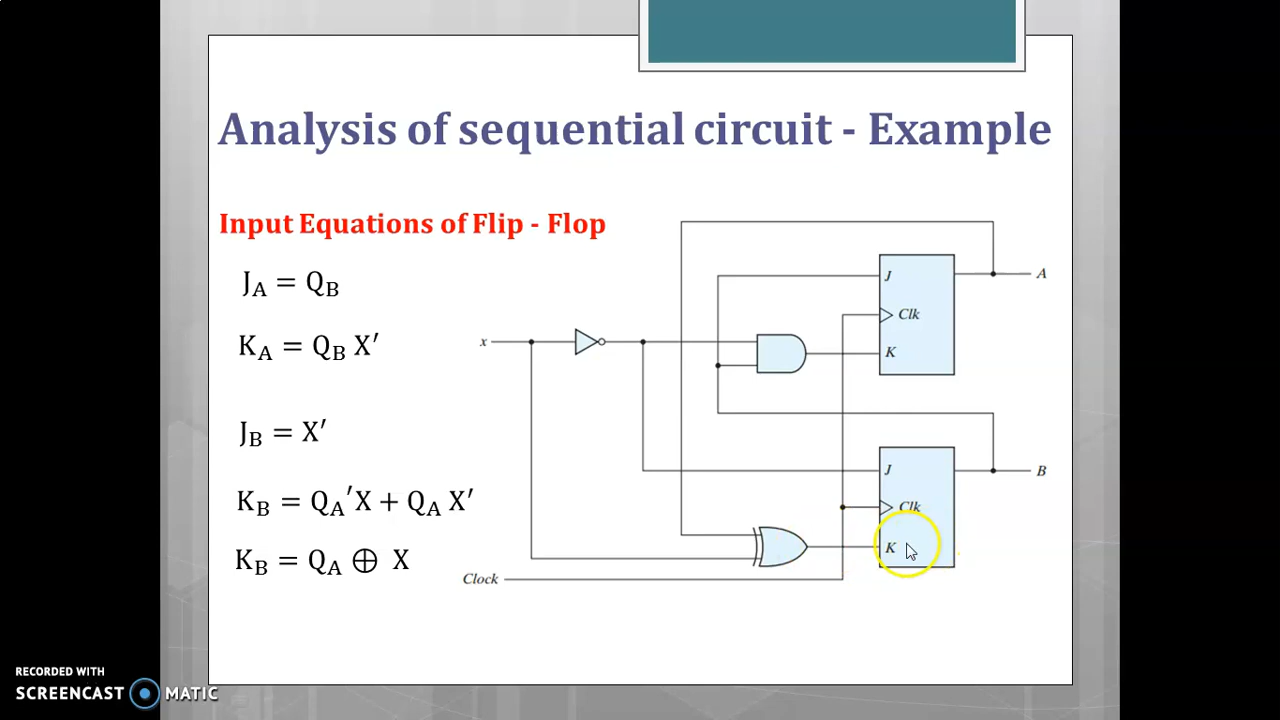 Analysis of sequential circuit - Example
Input Equations of Flip - Flop
J_A = Q_B
K_A = Q_B X′
J_B = X′
K_B = Q_A′X + Q_A X′
K_B = Q_A ⊕ X
x
J
Clk
K
A
J
Clk
K
B
Clock
RECORDED WITH
SCREENCAST MATIC